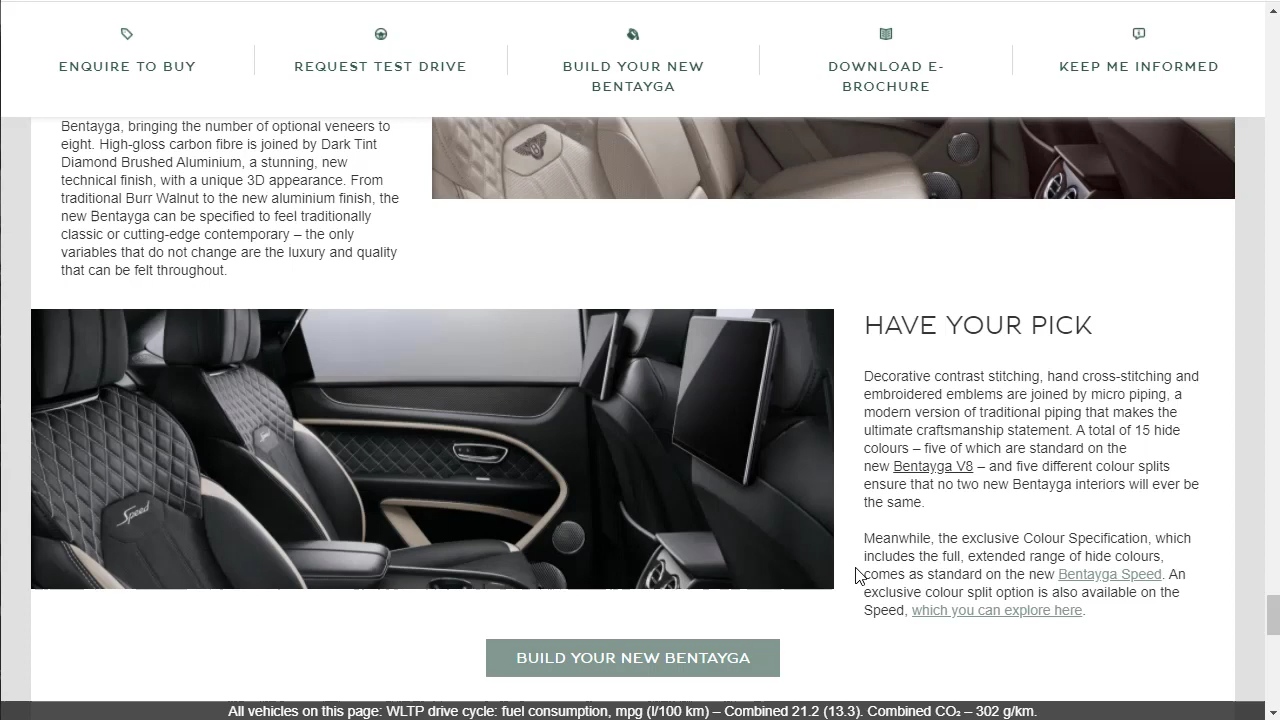 ENQUIRE TO BUY
REQUEST TEST DRIVE
BUILD YOUR NEW
BENTAYGA
DOWNLOAD E-
BROCHURE
KEEP ME INFORMED
Bentayga, bringing the number of optional veneers to
eight. High-gloss carbon fibre is joined by Dark Tint
Diamond Brushed Aluminium, a stunning, new
technical finish, with a unique 3D appearance. From
traditional Burr Walnut to the new aluminium finish, the
new Bentayga can be specified to feel traditionally
classic or cutting-edge contemporary – the only
variables that do not change are the luxury and quality
that can be felt throughout.
Speed
HAVE YOUR PICK
Decorative contrast stitching, hand cross-stitching and
embroidered emblems are joined by micro piping, a
modern version of traditional piping that makes the
ultimate craftsmanship statement. A total of 15 hide
colours – five of which are standard on the
new Bentayga V8 – and five different colour splits
ensure that no two new Bentayga interiors will ever be
the same.
Meanwhile, the exclusive Colour Specification, which
includes the full, extended range of hide colours,
comes as standard on the new Bentayga Speed. An
exclusive colour split option is also available on the
Speed, which you can explore here.
BUILD YOUR NEW BENTAYGA
All vehicles on this page: WLTP drive cycle: fuel consumption, mpg (l/100 km) – Combined 21.2 (13.3). Combined CO₂ – 302 g/km.